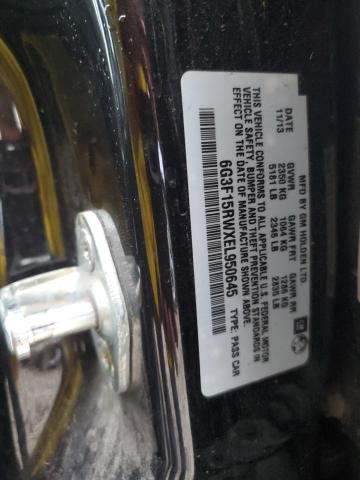 MFD BY GM HOLDEN LTD.
DATE GVWR GAWR FRT GAWR RR
11/13 2350 KG 1064 KG 1286 KG
5181 LB 2346 LB 2835 LB
THIS VEHICLE CONFORMS TO ALL APPLICABLE U.S. FEDERAL MOTOR
VEHICLE SAFETY, BUMPER AND THEFT PREVENTION STANDARDS IN
EFFECT ON THE DATE OF MANUFACTURE SHOWN ABOVE.
6G3F15RWXEL950645 TYPE: PASS CAR